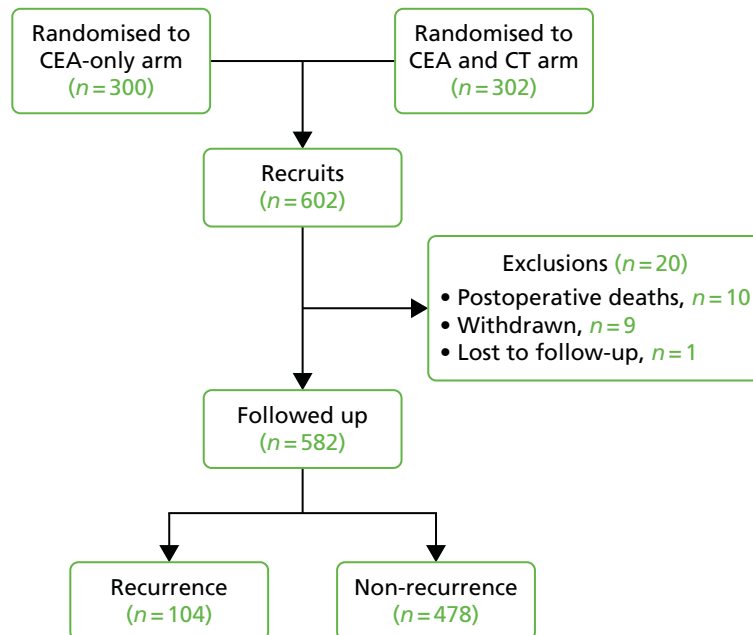 Randomised to
CEA-only arm
(n=300)
Randomised to
CEA and CT arm
(n=302)
Recruits
(n=602)
Exclusions (n=20)
• Postoperative deaths, n=10
• Withdrawn, n=9
• Lost to follow-up, n=1
Followed up
(n=582)
Recurrence
(n=104)
Non-recurrence
(n=478)